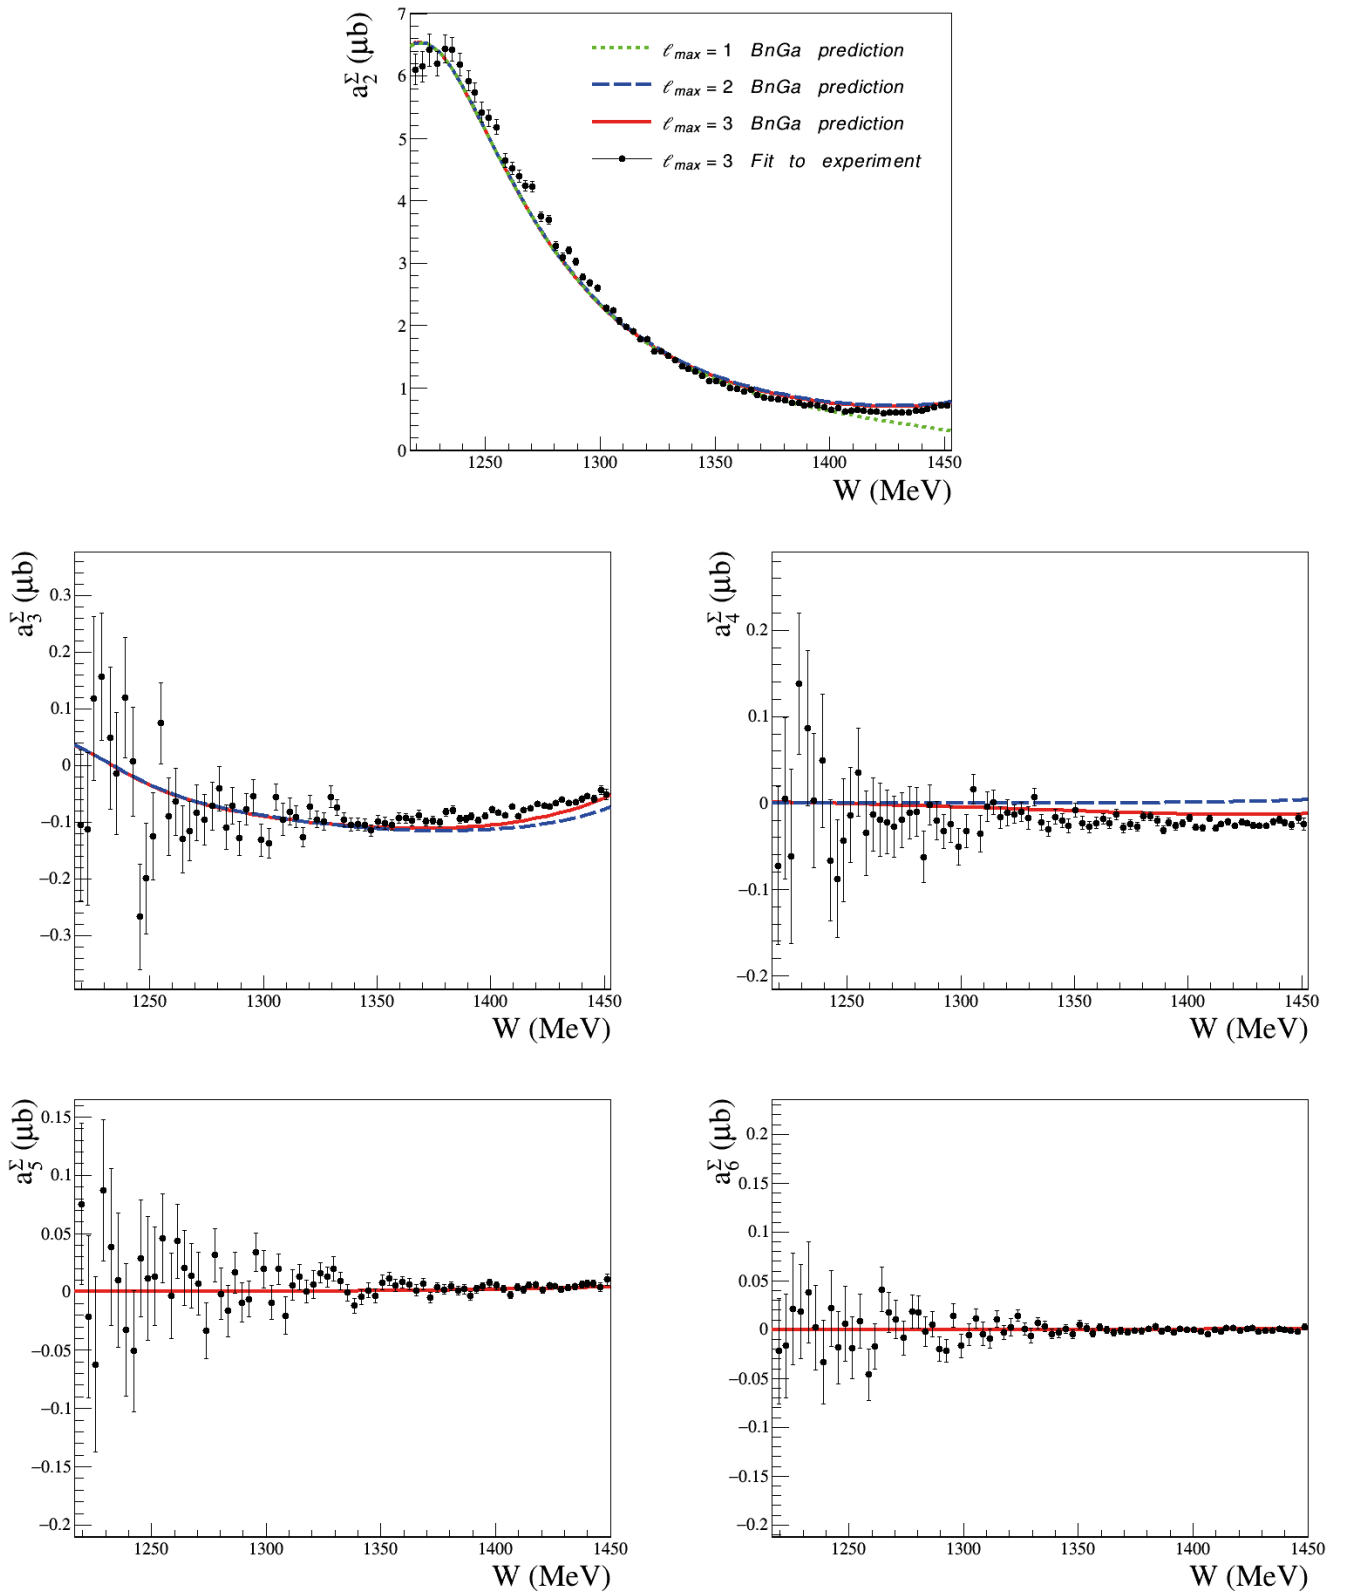 a₂^Σ (μb)
7
6
5
4
3
2
1
0
ℓmax = 1 BnGa prediction
ℓmax = 2 BnGa prediction
ℓmax = 3 BnGa prediction
ℓmax = 3 Fit to experiment
1250 1300 1350 1400 1450
W (MeV)
a₃^Σ (μb)
0.3
0.2
0.1
0
−0.1
−0.2
−0.3
1250 1300 1350 1400 1450
W (MeV)
a₄^Σ (μb)
0.2
0.1
0
−0.1
−0.2
1250 1300 1350 1400 1450
W (MeV)
a₅^Σ (μb)
0.15
0.1
0.05
0
−0.05
−0.1
−0.15
−0.2
1250 1300 1350 1400 1450
W (MeV)
a₆^Σ (μb)
0.2
0.15
0.1
0.05
0
−0.05
−0.1
−0.15
−0.2
1250 1300 1350 1400 1450
W (MeV)